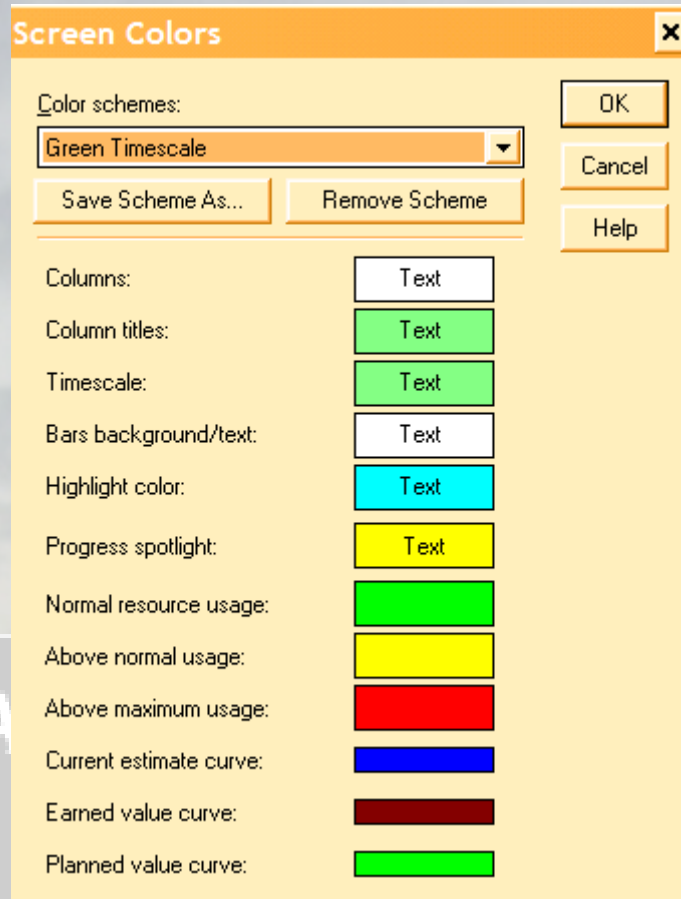 Screen Colors
Color schemes:
Green Timescale
Save Scheme As...
Remove Scheme
OK
Cancel
Help
Columns: Text
Column titles: Text
Timescale: Text
Bars background/text: Text
Highlight color: Text
Progress spotlight: Text
Normal resource usage:
Above normal usage:
Above maximum usage:
Current estimate curve:
Earned value curve:
Planned value curve: